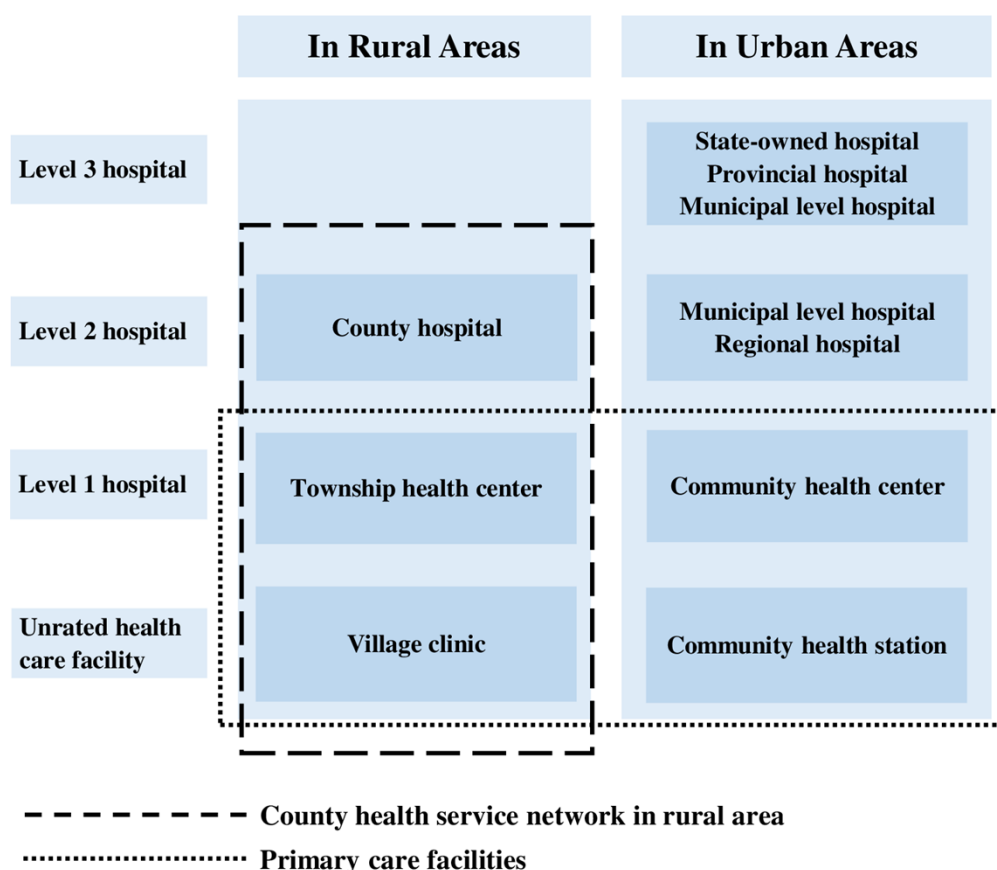 In Rural Areas
In Urban Areas
Level 3 hospital
State-owned hospital
Provincial hospital
Municipal level hospital
Level 2 hospital
County hospital
Municipal level hospital
Regional hospital
Level 1 hospital
Township health center
Community health center
Unrated health
care facility
Village clinic
Community health station
County health service network in rural area
Primary care facilities